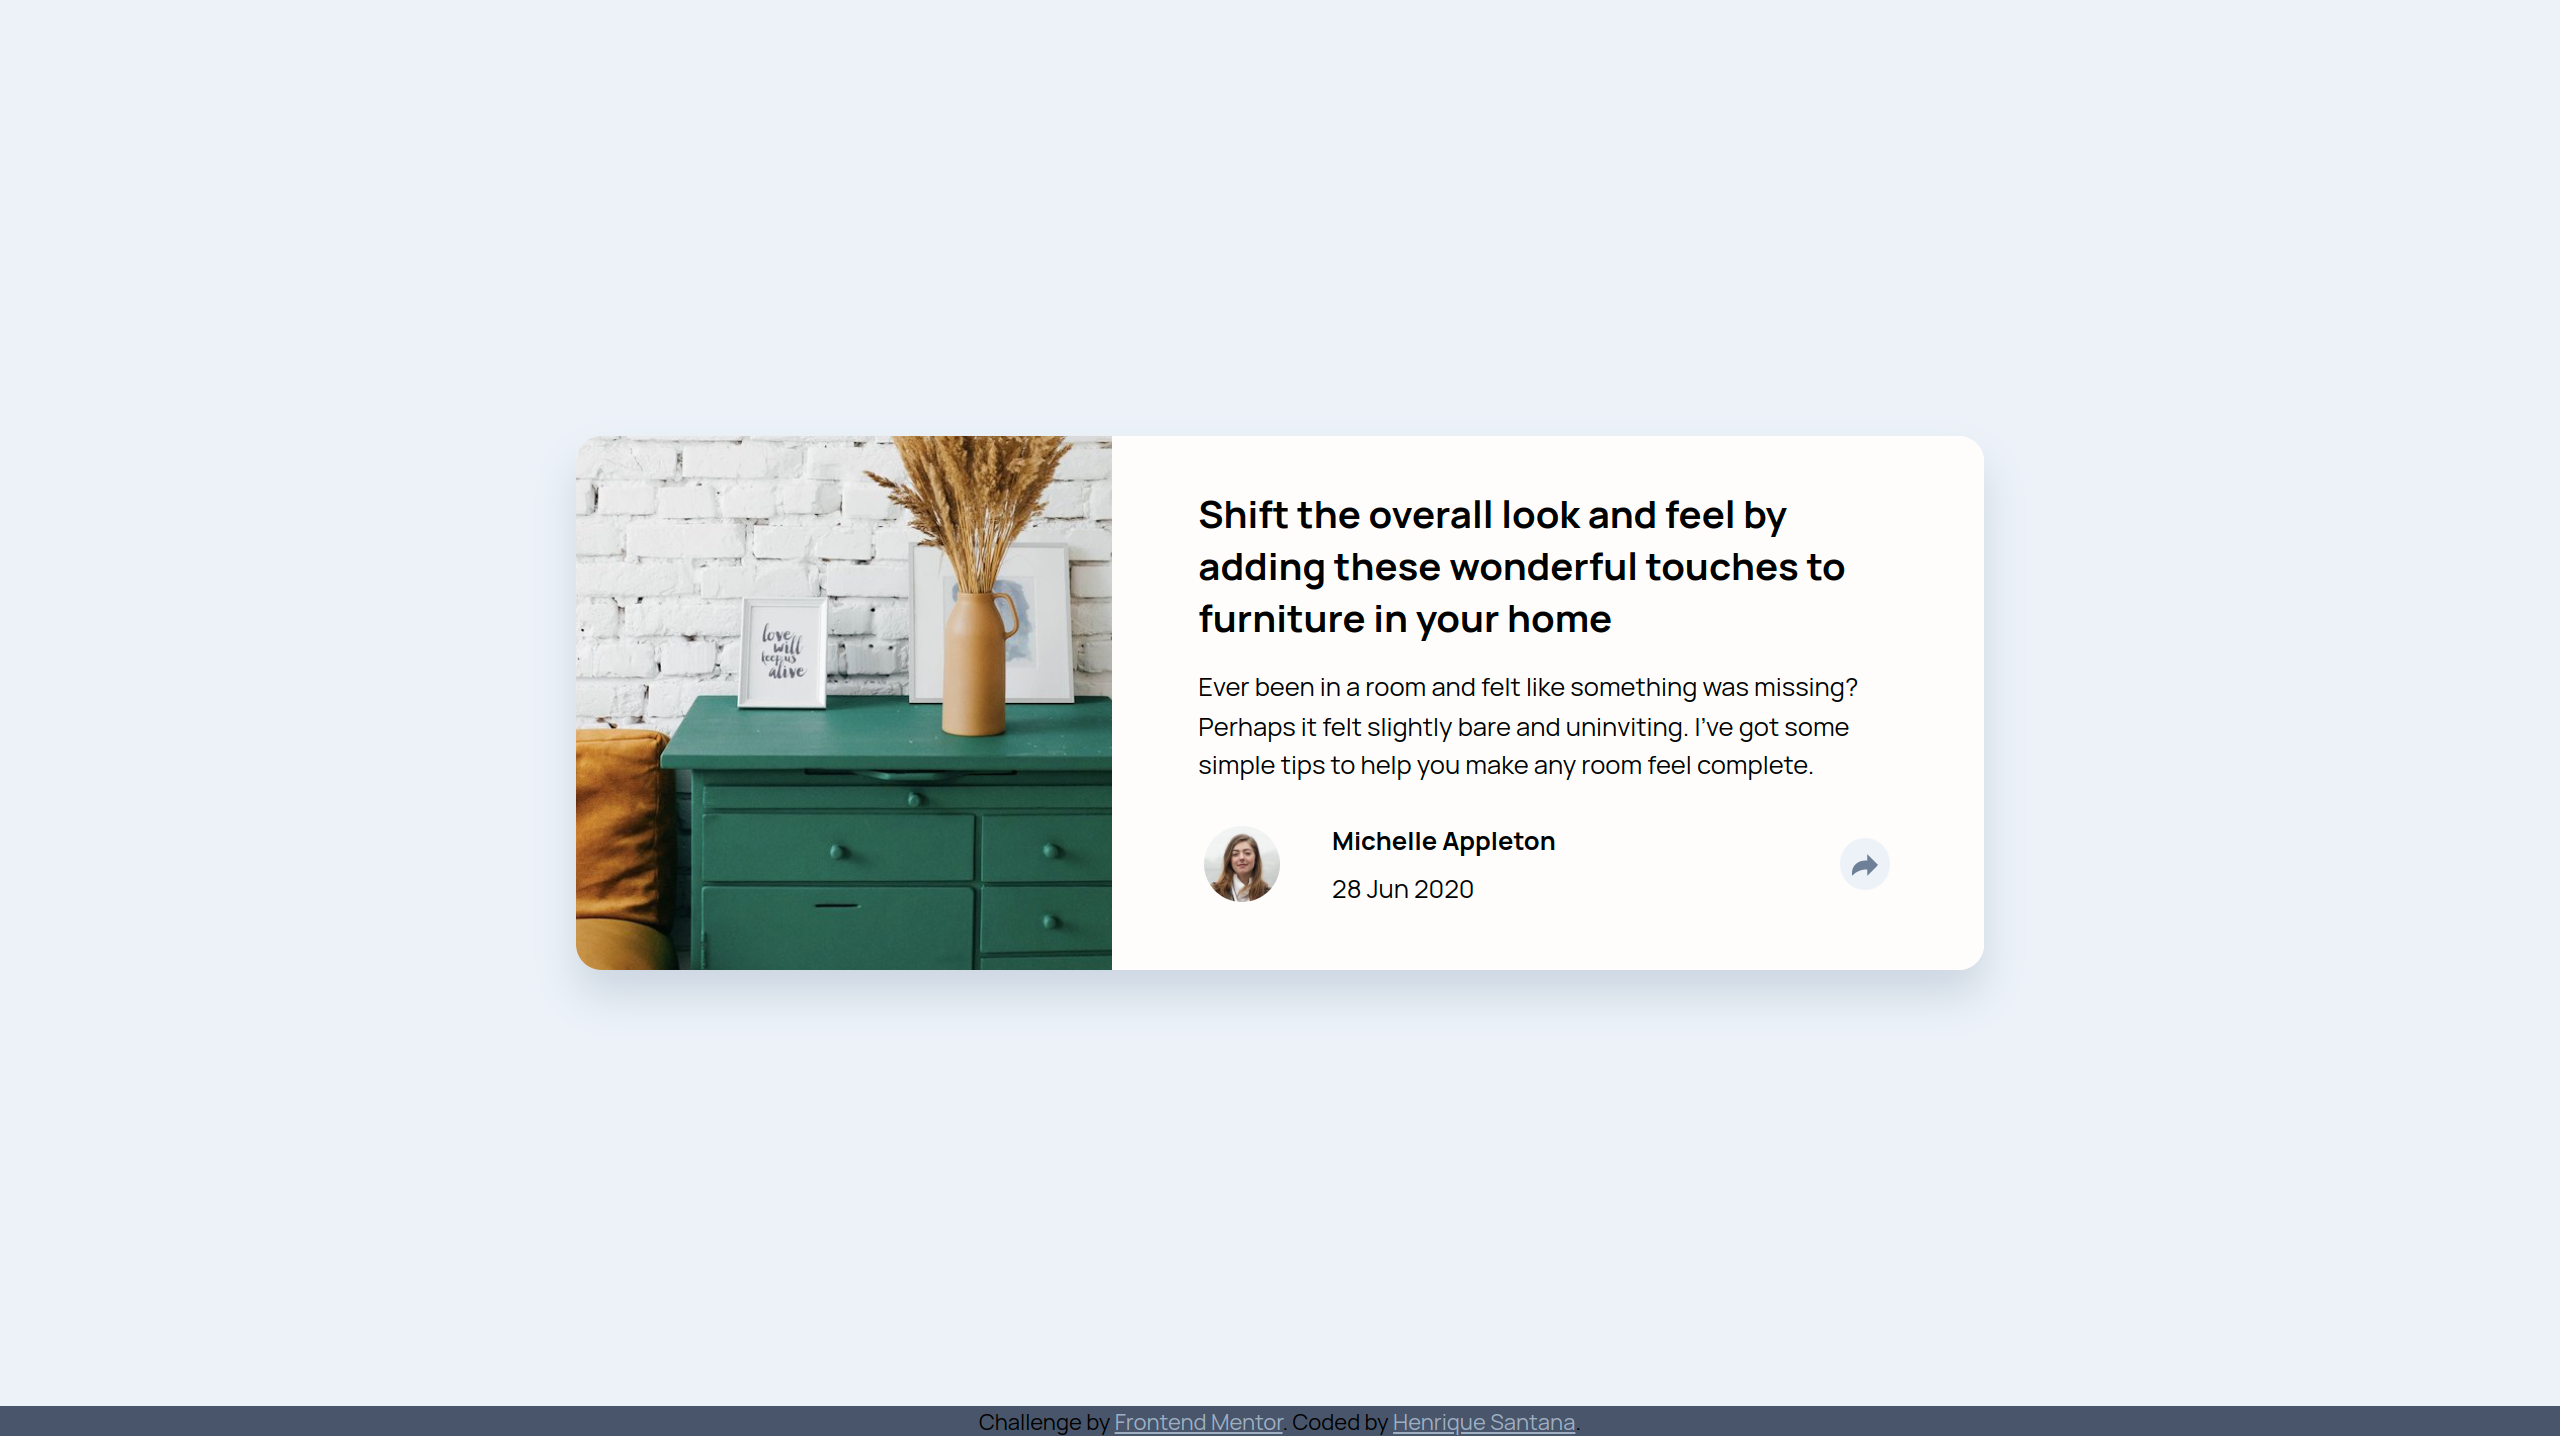 love
will
keep us
alive
Shift the overall look and feel by
adding these wonderful touches to
furniture in your home
Ever been in a room and felt like something was missing?
Perhaps it felt slightly bare and uninviting. I’ve got some
simple tips to help you make any room feel complete.
Michelle Appleton
28 Jun 2020
Challenge by Frontend Mentor. Coded by Henrique Santana.